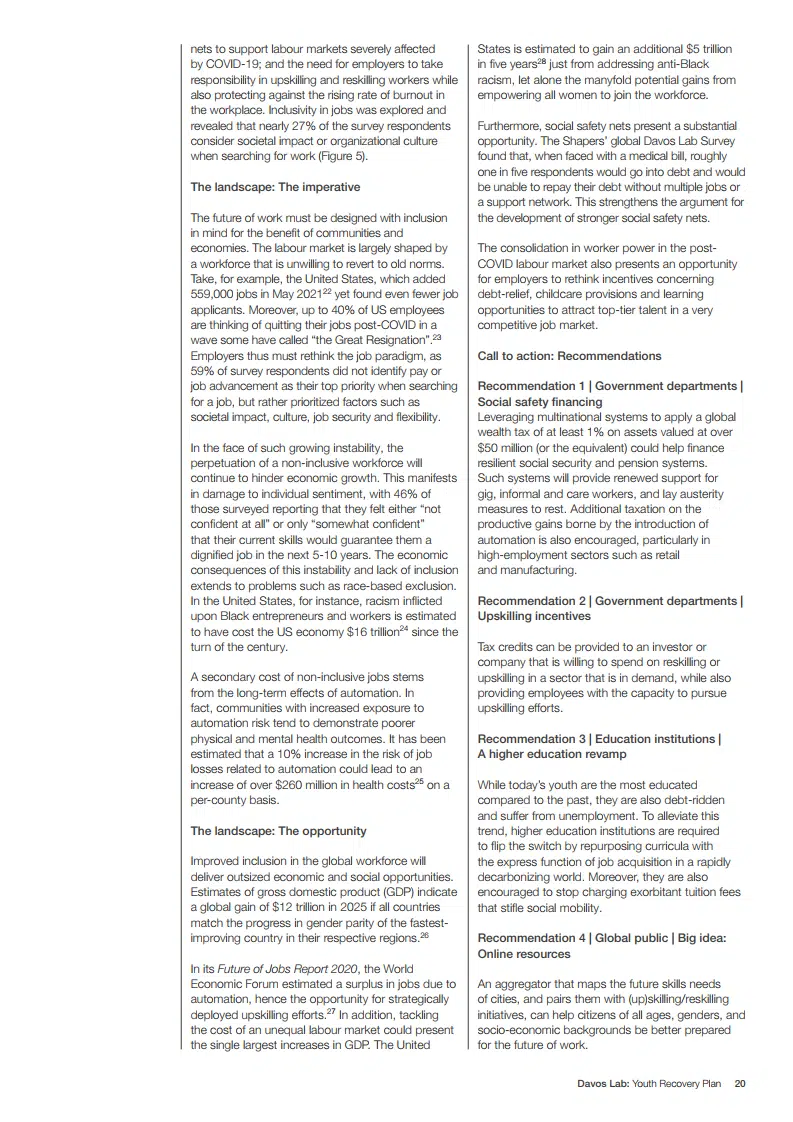 nets to support labour markets severely affected
by COVID-19; and the need for employers to take
responsibility in upskilling and reskilling workers while
also protecting against the rising rate of burnout in
the workplace. Inclusivity in jobs was explored and
revealed that nearly 27% of the survey respondents
consider societal impact or organizational culture
when searching for work (Figure 5).
The landscape: The imperative
The future of work must be designed with inclusion
in mind for the benefit of communities and
economies. The labour market is largely shaped by
a workforce that is unwilling to revert to old norms.
Take, for example, the United States, which added
559,000 jobs in May 2021²² yet found even fewer job
applicants. Moreover, up to 40% of US employees
are thinking of quitting their jobs post-COVID in a
wave some have called “the Great Resignation”.²³
Employers thus must rethink the job paradigm, as
59% of survey respondents did not identify pay or
job advancement as their top priority when searching
for a job, but rather prioritized factors such as
societal impact, culture, job security and flexibility.
In the face of such growing instability, the
perpetuation of a non-inclusive workforce will
continue to hinder economic growth. This manifests
in damage to individual sentiment, with 46% of
those surveyed reporting that they felt either “not
confident at all” or only “somewhat confident”
that their current skills would guarantee them a
dignified job in the next 5-10 years. The economic
consequences of this instability and lack of inclusion
extends to problems such as race-based exclusion.
In the United States, for instance, racism inflicted
upon Black entrepreneurs and workers is estimated
to have cost the US economy $16 trillion²⁴ since the
turn of the century.
A secondary cost of non-inclusive jobs stems
from the long-term effects of automation. In
fact, communities with increased exposure to
automation risk tend to demonstrate poorer
physical and mental health outcomes. It has been
estimated that a 10% increase in the risk of job
losses related to automation could lead to an
increase of over $260 million in health costs²⁵ on a
per-county basis.
The landscape: The opportunity
Improved inclusion in the global workforce will
deliver outsized economic and social opportunities.
Estimates of gross domestic product (GDP) indicate
a global gain of $12 trillion in 2025 if all countries
match the progress in gender parity of the fastest-
improving country in their respective regions.²⁶
In its Future of Jobs Report 2020, the World
Economic Forum estimated a surplus in jobs due to
automation, hence the opportunity for strategically
deployed upskilling efforts.²⁷ In addition, tackling
the cost of an unequal labour market could present
the single largest increases in GDP. The United
States is estimated to gain an additional $5 trillion
in five years²⁸ just from addressing anti-Black
racism, let alone the manyfold potential gains from
empowering all women to join the workforce.
Furthermore, social safety nets present a substantial
opportunity. The Shapers’ global Davos Lab Survey
found that, when faced with a medical bill, roughly
one in five respondents would go into debt and would
be unable to repay their debt without multiple jobs or
a support network. This strengthens the argument for
the development of stronger social safety nets.
The consolidation in worker power in the post-
COVID labour market also presents an opportunity
for employers to rethink incentives concerning
debt-relief, childcare provisions and learning
opportunities to attract top-tier talent in a very
competitive job market.
Call to action: Recommendations
Recommendation 1 | Government departments |
Social safety financing
Leveraging multinational systems to apply a global
wealth tax of at least 1% on assets valued at over
$50 million (or the equivalent) could help finance
resilient social security and pension systems.
Such systems will provide renewed support for
gig, informal and care workers, and lay austerity
measures to rest. Additional taxation on the
productive gains borne by the introduction of
automation is also encouraged, particularly in
high-employment sectors such as retail
and manufacturing.
Recommendation 2 | Government departments |
Upskilling incentives
Tax credits can be provided to an investor or
company that is willing to spend on reskilling or
upskilling in a sector that is in demand, while also
providing employees with the capacity to pursue
upskilling efforts.
Recommendation 3 | Education institutions |
A higher education revamp
While today’s youth are the most educated
compared to the past, they are also debt-ridden
and suffer from unemployment. To alleviate this
trend, higher education institutions are required
to flip the switch by repurposing curricula with
the express function of job acquisition in a rapidly
decarbonizing world. Moreover, they are also
encouraged to stop charging exorbitant tuition fees
that stifle social mobility.
Recommendation 4 | Global public | Big idea:
Online resources
An aggregator that maps the future skills needs
of cities, and pairs them with (up)skilling/reskilling
initiatives, can help citizens of all ages, genders, and
socio-economic backgrounds be better prepared
for the future of work.
Davos Lab: Youth Recovery Plan 20